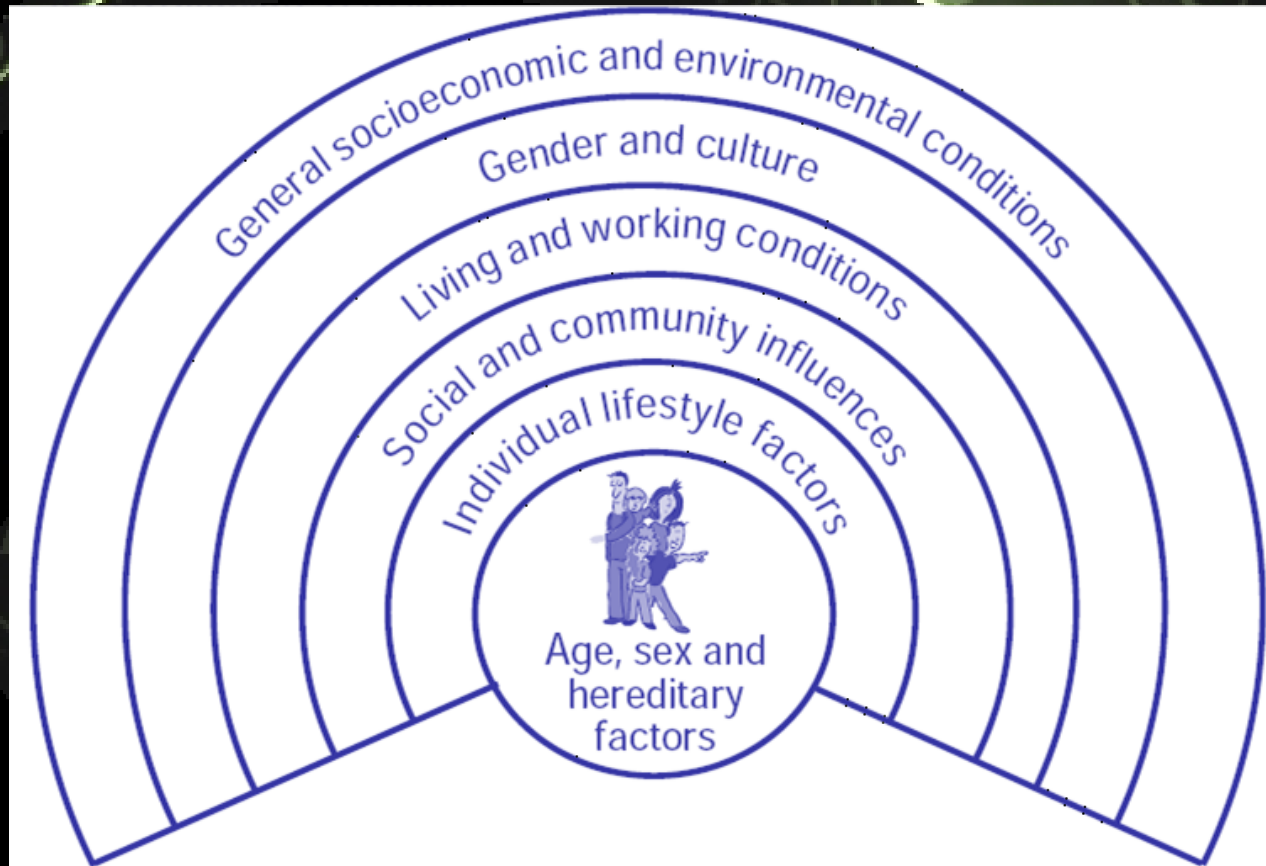 General socioeconomic and environmental conditions
Gender and culture
Living and working conditions
Social and community influences
Individual lifestyle factors
Age, sex and
hereditary
factors